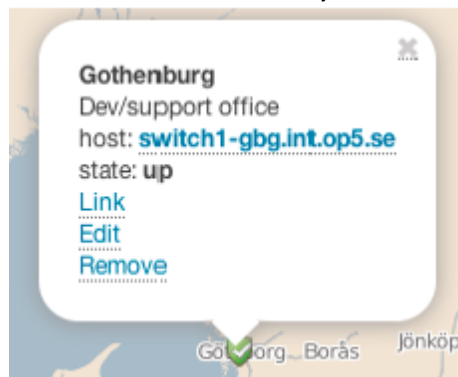 Gothenburg
Dev/support office
host: switch1-gbg.int.op5.se
state: up
Link
Edit
Remove
Borås